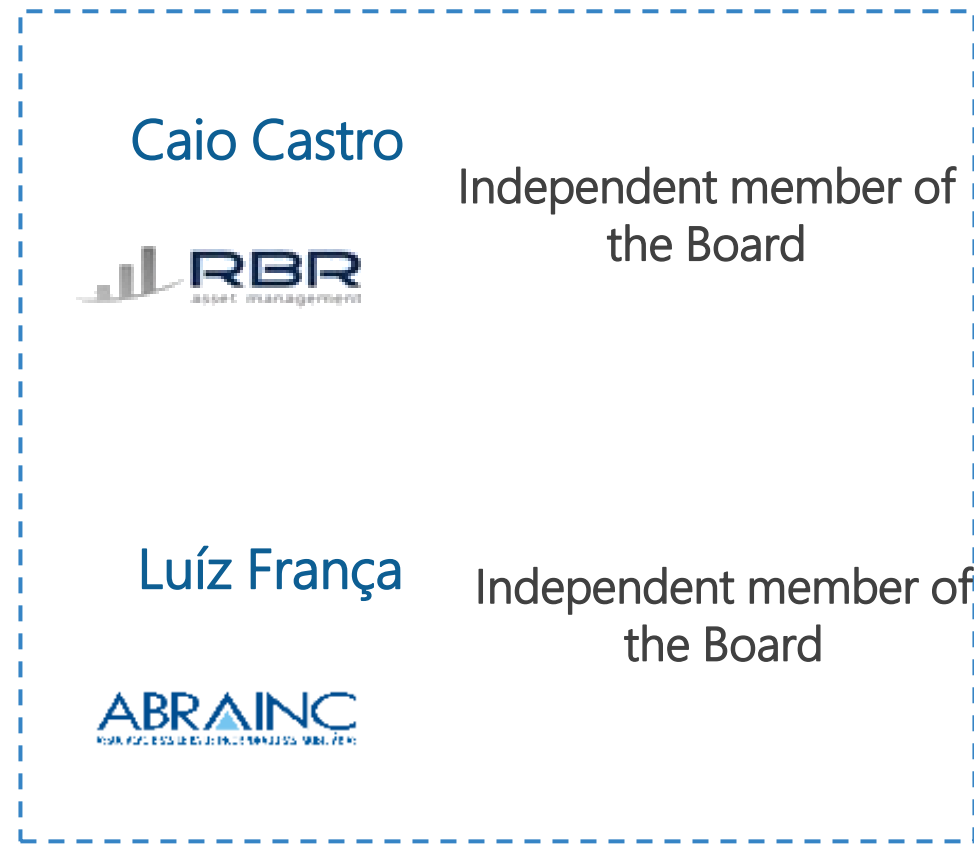 Caio Castro
Independent member of
the Board
RBR
asset management
Luíz França
Independent member of
the Board
ABRAINC